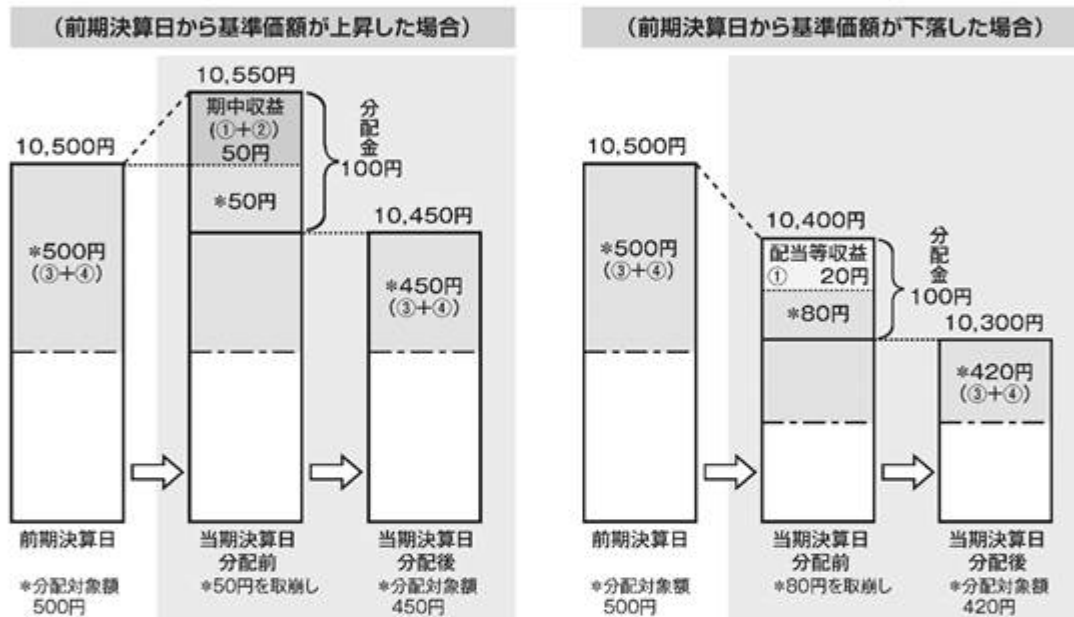 （前期決算日から基準価額が上昇した場合）
10,550円
期中収益
（①＋②）
50円
分配金
100円
10,500円
＊50円
10,450円
＊500円
（③＋④）
＊450円
（③＋④）
前期決算日
当期決算日
分配前
当期決算日
分配後
＊分配対象額
500円
＊50円を取崩し
＊分配対象額
450円
（前期決算日から基準価額が下落した場合）
10,500円
10,400円
配当等収益
① 20円
分配金
100円
＊80円
10,300円
＊500円
（③＋④）
＊420円
（③＋④）
前期決算日
当期決算日
分配前
当期決算日
分配後
＊分配対象額
500円
＊80円を取崩し
＊分配対象額
420円